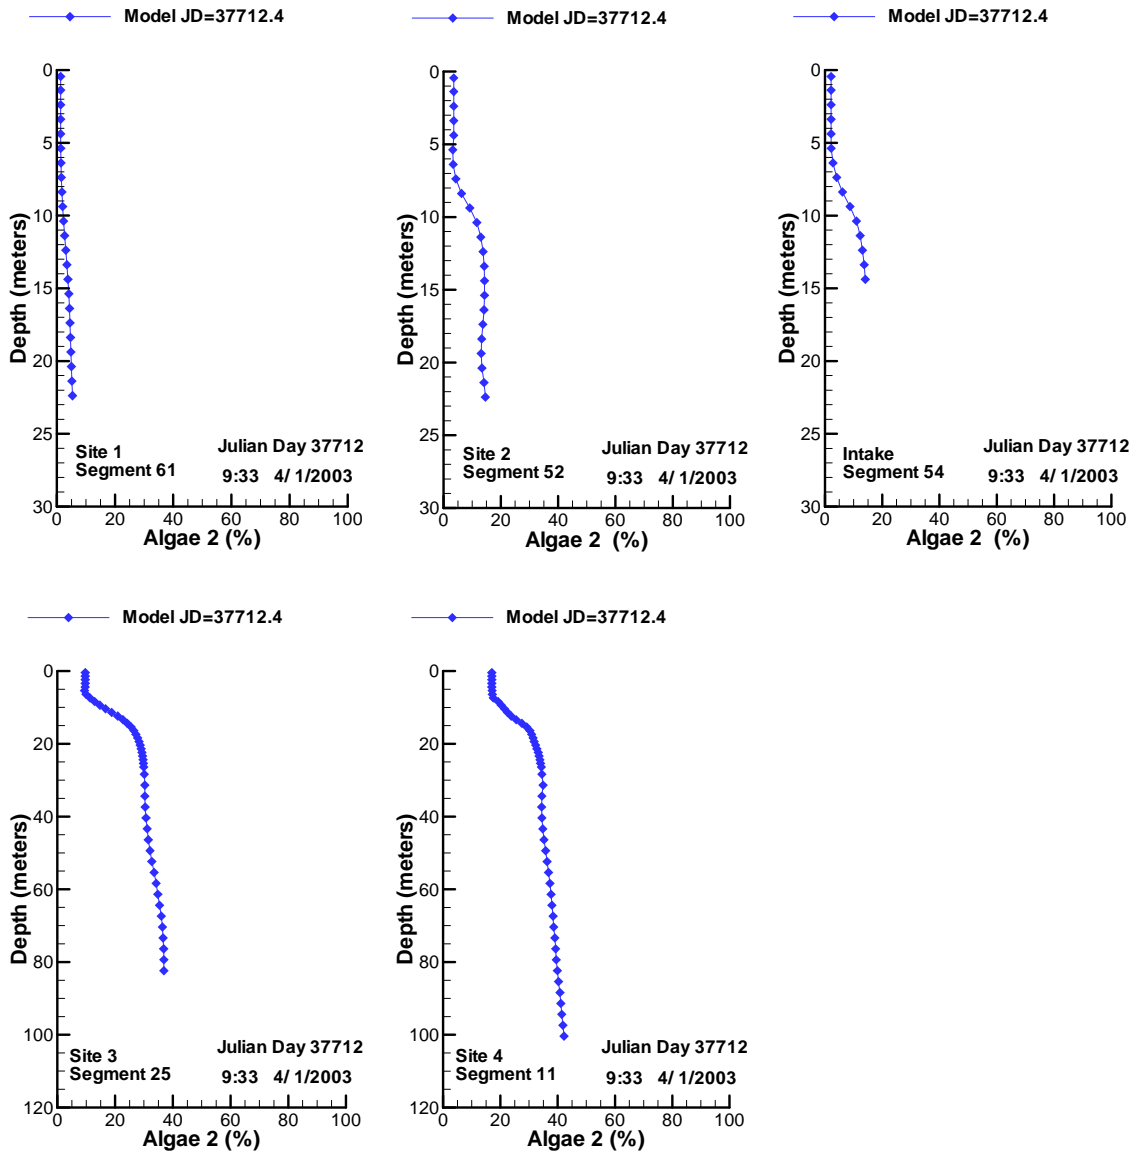 Model JD=37712.4
0
5
10
15
20
25
30
Depth (meters)
Site 1
Segment 61
Julian Day 37712
9:33 4/ 1/2003
0 20 40 60 80 100
Algae 2 (%)
Model JD=37712.4
0
5
10
15
20
25
30
Depth (meters)
Site 2
Segment 52
Julian Day 37712
9:33 4/ 1/2003
0 20 40 60 80 100
Algae 2 (%)
Model JD=37712.4
0
5
10
15
20
25
30
Depth (meters)
Intake
Segment 54
Julian Day 37712
9:33 4/ 1/2003
0 20 40 60 80 100
Algae 2 (%)
Model JD=37712.4
0
20
40
60
80
100
120
Depth (meters)
Site 3
Segment 25
Julian Day 37712
9:33 4/ 1/2003
0 20 40 60 80 100
Algae 2 (%)
Model JD=37712.4
0
20
40
60
80
100
120
Depth (meters)
Site 4
Segment 11
Julian Day 37712
9:33 4/ 1/2003
0 20 40 60 80 100
Algae 2 (%)